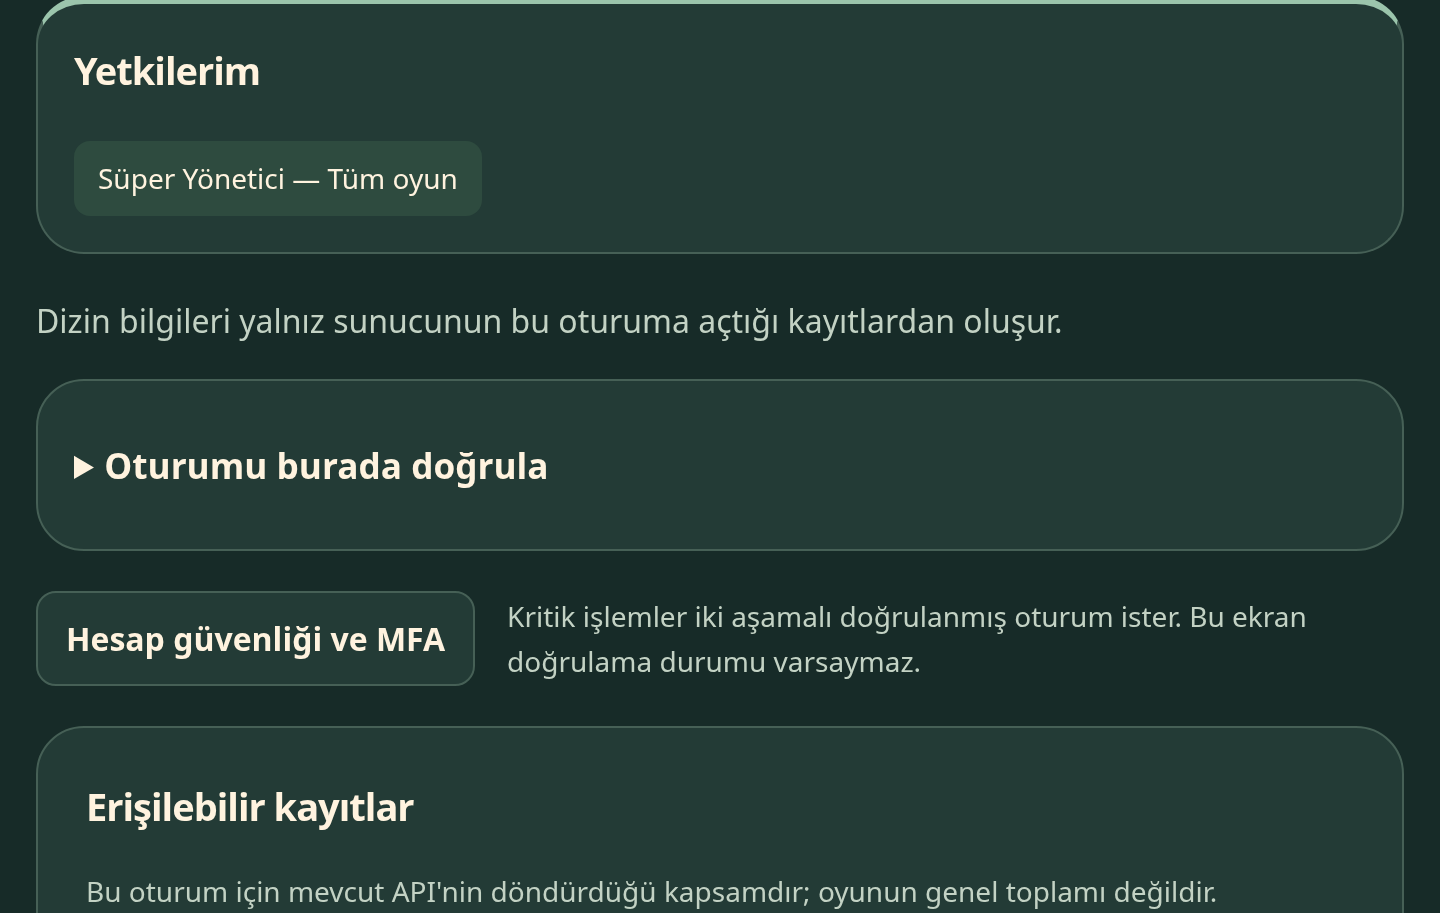 Yetkilerim
Süper Yönetici — Tüm oyun
Dizin bilgileri yalnız sunucunun bu oturuma açtığı kayıtlardan oluşur.
Oturumu burada doğrula
Hesap güvenliği ve MFA
Kritik işlemler iki aşamalı doğrulanmış oturum ister. Bu ekran
doğrulama durumu varsaymaz.
Erişilebilir kayıtlar
Bu oturum için mevcut API'nin döndürdüğü kapsamdır; oyunun genel toplamı değildir.